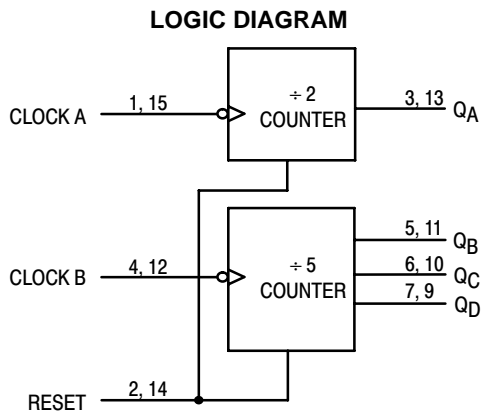 LOGIC DIAGRAM
CLOCK A
1, 15
÷ 2
COUNTER
3, 13
QA
CLOCK B
4, 12
÷ 5
COUNTER
5, 11
QB
6, 10
QC
7, 9
QD
RESET
2, 14